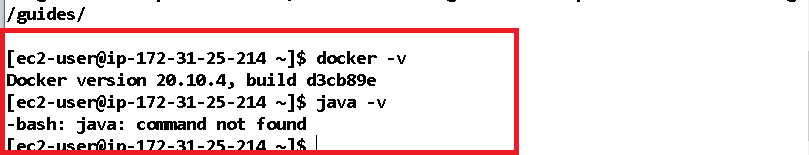 /guides/
[ec2-user@ip-172-31-25-214 ~]$ docker -v
Docker version 20.10.4, build d3cb89e
[ec2-user@ip-172-31-25-214 ~]$ java -v
-bash: java: command not found
[ec2-user@ip-172-31-25-214 ~]$